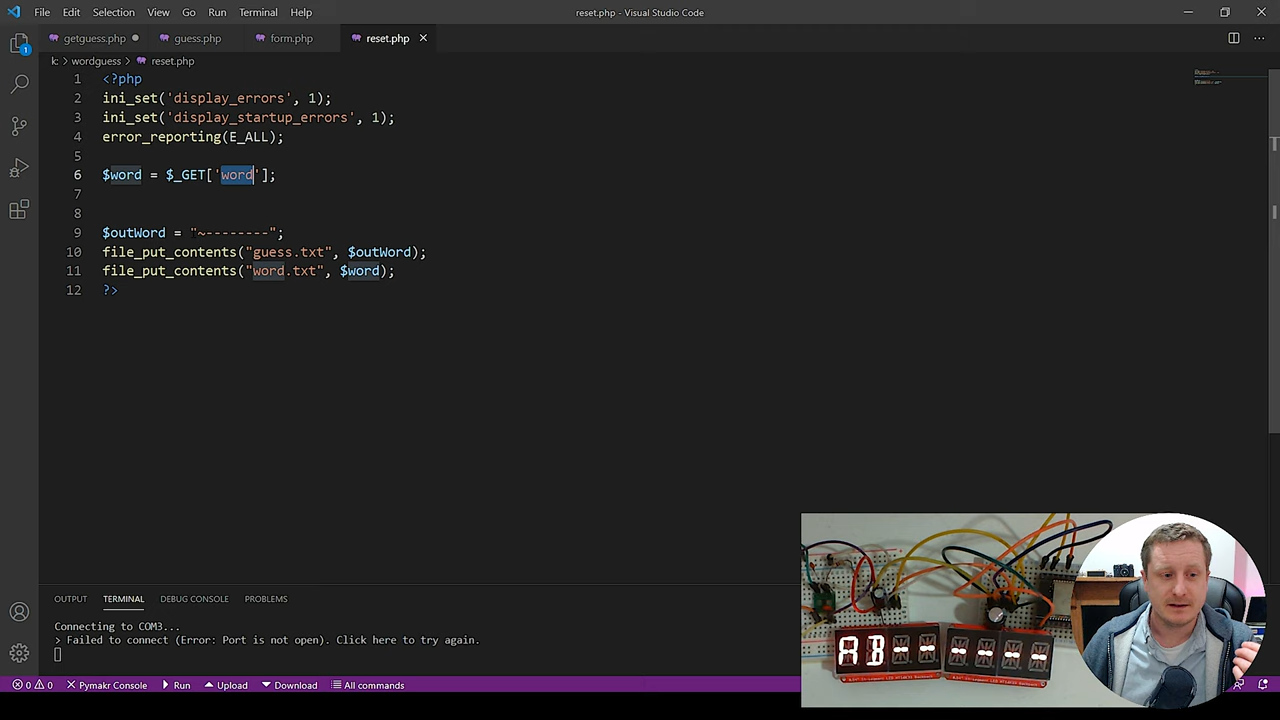 File Edit Selection View Go Run Terminal Help
reset.php - Visual Studio Code
getguess.php guess.php form.php reset.php
k: > wordguess > reset.php
1 <?php
2 ini_set('display_errors', 1);
3 ini_set('display_startup_errors', 1);
4 error_reporting(E_ALL);
5
6 $word = $_GET['word'];
7
8
9 $outWord = "~--------";
10 file_put_contents("guess.txt", $outWord);
11 file_put_contents("word.txt", $word);
12 ?>
1
OUTPUT TERMINAL DEBUG CONSOLE PROBLEMS
Connecting to COM3...
> Failed to connect (Error: Port is not open). Click here to try again.
AB------
0 0 Pymakr Console Run Upload Download All commands